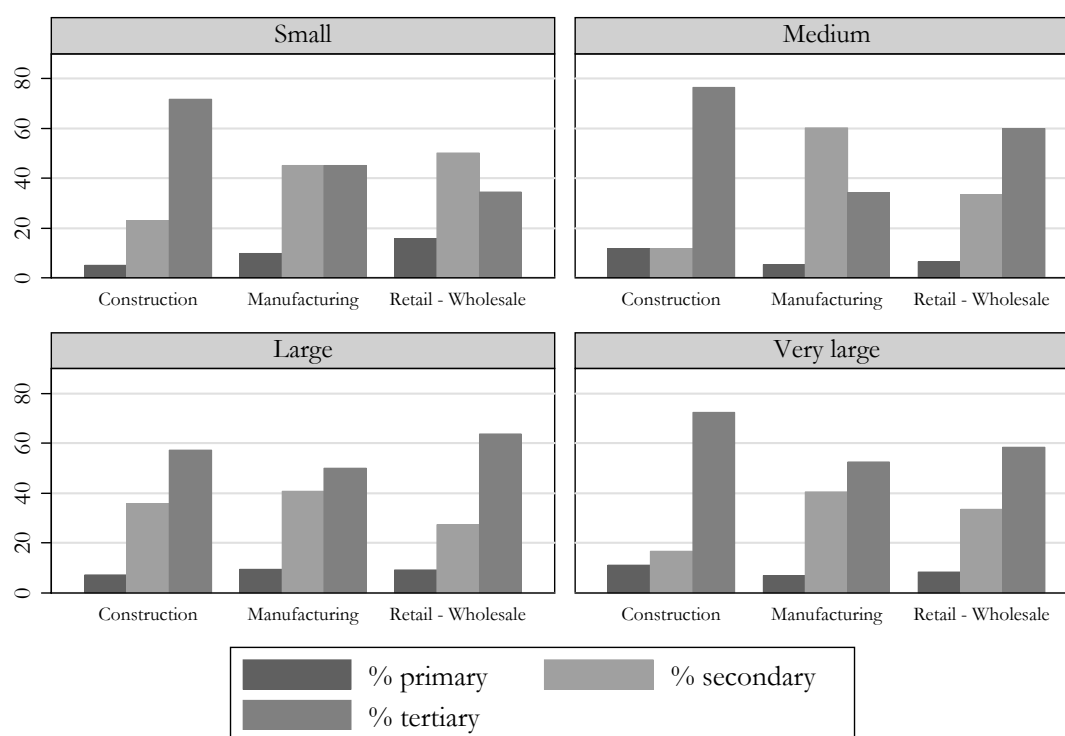 Small
Medium
0 20 40 60 80
Construction Manufacturing Retail - Wholesale
Construction Manufacturing Retail - Wholesale
Large
Very large
0 20 40 60 80
Construction Manufacturing Retail - Wholesale
Construction Manufacturing Retail - Wholesale
% primary
% secondary
% tertiary